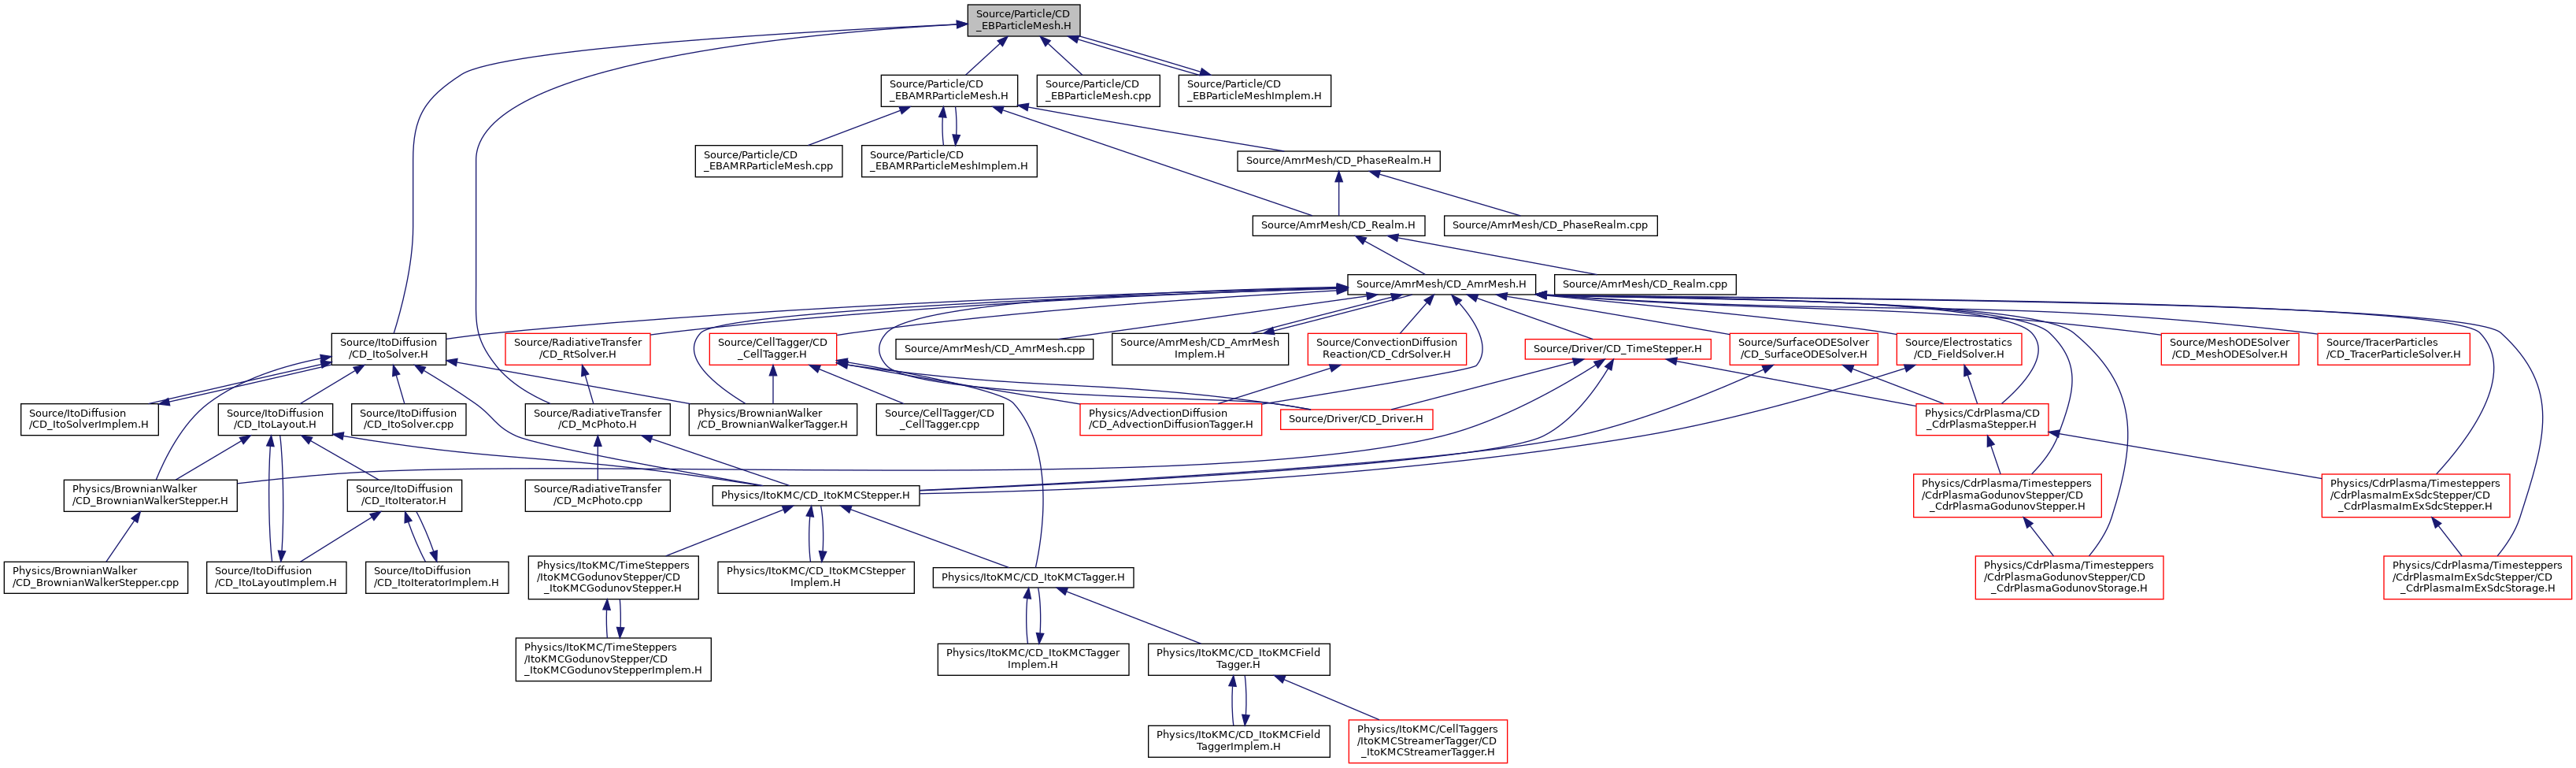 Source/Particle/CD
_EBParticleMesh.H
Source/Particle/CD
_EBAMRParticleMesh.H
Source/Particle/CD
_EBParticleMesh.cpp
Source/Particle/CD
_EBParticleMeshImplem.H
Source/Particle/CD
_EBAMRParticleMesh.cpp
Source/Particle/CD
_EBAMRParticleMeshImplem.H
Source/AmrMesh/CD_PhaseRealm.H
Source/AmrMesh/CD_Realm.H
Source/AmrMesh/CD_PhaseRealm.cpp
Source/AmrMesh/CD_AmrMesh.H
Source/AmrMesh/CD_Realm.cpp
Source/ItoDiffusion
/CD_ItoSolver.H
Source/RadiativeTransfer
/CD_RtSolver.H
Source/CellTagger/CD
_CellTagger.H
Source/AmrMesh/CD_AmrMesh.cpp
Source/AmrMesh/CD_AmrMesh
Implem.H
Source/ConvectionDiffusion
Reaction/CD_CdrSolver.H
Source/Driver/CD_TimeStepper.H
Source/SurfaceODESolver
/CD_SurfaceODESolver.H
Source/Electrostatics
/CD_FieldSolver.H
Source/MeshODESolver
/CD_MeshODESolver.H
Source/TracerParticles
/CD_TracerParticleSolver.H
Source/ItoDiffusion
/CD_ItoSolverImplem.H
Source/ItoDiffusion
/CD_ItoLayout.H
Source/ItoDiffusion
/CD_ItoSolver.cpp
Source/RadiativeTransfer
/CD_McPhoto.H
Physics/BrownianWalker
/CD_BrownianWalkerTagger.H
Source/CellTagger/CD
_CellTagger.cpp
Physics/AdvectionDiffusion
/CD_AdvectionDiffusionTagger.H
Source/Driver/CD_Driver.H
Physics/CdrPlasma/CD
_CdrPlasmaStepper.H
Physics/BrownianWalker
/CD_BrownianWalkerStepper.H
Source/ItoDiffusion
/CD_ItoIterator.H
Source/RadiativeTransfer
/CD_McPhoto.cpp
Physics/ItoKMC/CD_ItoKMCStepper.H
Physics/CdrPlasma/Timesteppers
/CdrPlasmaGodunovStepper/CD
_CdrPlasmaGodunovStepper.H
Physics/CdrPlasma/Timesteppers
/CdrPlasmaImExSdcStepper/CD
_CdrPlasmaImExSdcStepper.H
Physics/BrownianWalker
/CD_BrownianWalkerStepper.cpp
Source/ItoDiffusion
/CD_ItoLayoutImplem.H
Source/ItoDiffusion
/CD_ItoIteratorImplem.H
Physics/ItoKMC/TimeSteppers
/ItoKMCGodunovStepper/CD
_ItoKMCGodunovStepper.H
Physics/ItoKMC/CD_ItoKMCStepper
Implem.H
Physics/ItoKMC/CD_ItoKMCTagger.H
Physics/CdrPlasma/Timesteppers
/CdrPlasmaGodunovStepper/CD
_CdrPlasmaGodunovStorage.H
Physics/CdrPlasma/Timesteppers
/CdrPlasmaImExSdcStepper/CD
_CdrPlasmaImExSdcStorage.H
Physics/ItoKMC/TimeSteppers
/ItoKMCGodunovStepper/CD
_ItoKMCGodunovStepperImplem.H
Physics/ItoKMC/CD_ItoKMCTagger
Implem.H
Physics/ItoKMC/CD_ItoKMCField
Tagger.H
Physics/ItoKMC/CD_ItoKMCField
TaggerImplem.H
Physics/ItoKMC/CellTaggers
/ItoKMCStreamerTagger/CD
_ItoKMCStreamerTagger.H